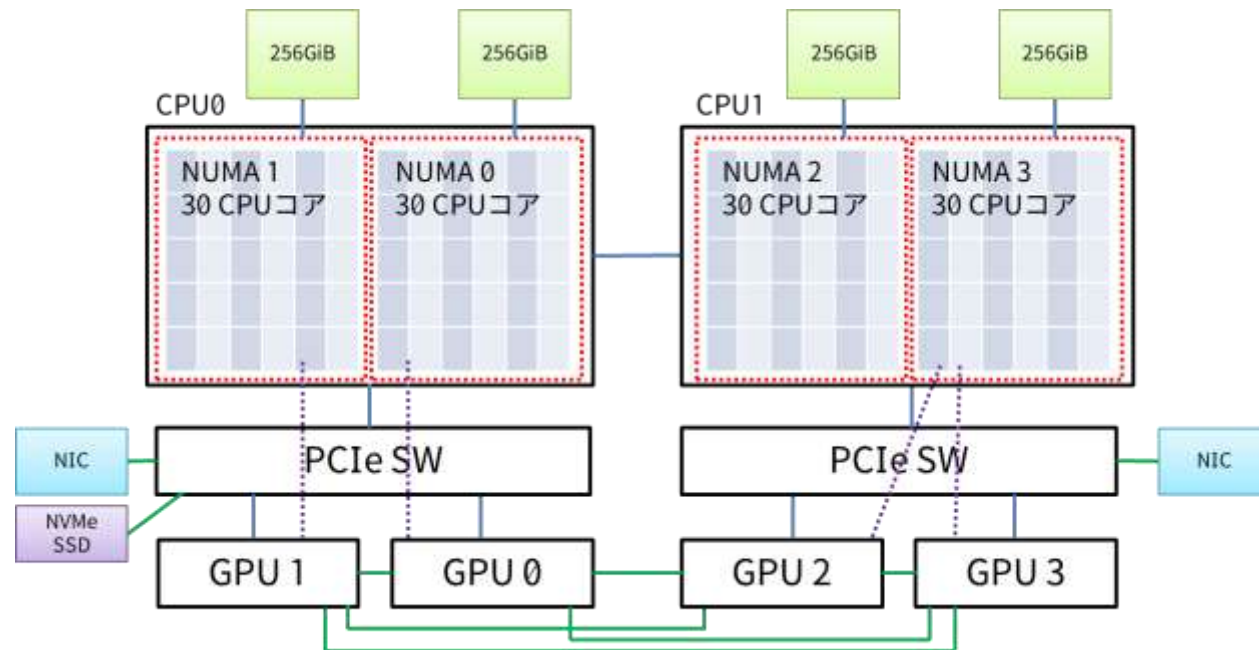 256GiB
256GiB
256GiB
256GiB
CPU0
CPU1
NUMA 1
30 CPUコア
NUMA 0
30 CPUコア
NUMA 2
30 CPUコア
NUMA 3
30 CPUコア
NIC
PCIe SW
PCIe SW
NIC
NVMe
SSD
GPU 1
GPU 0
GPU 2
GPU 3